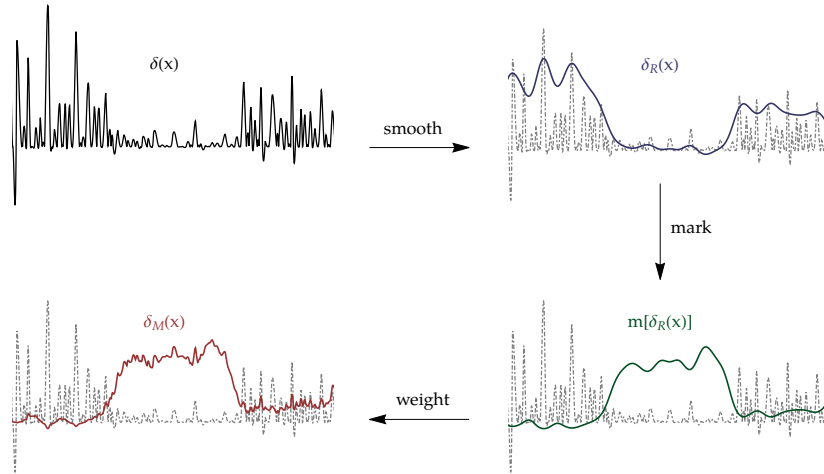 δ(x)
δ_R(x)
smooth
mark
δ_M(x)
m[δ_R(x)]
weight